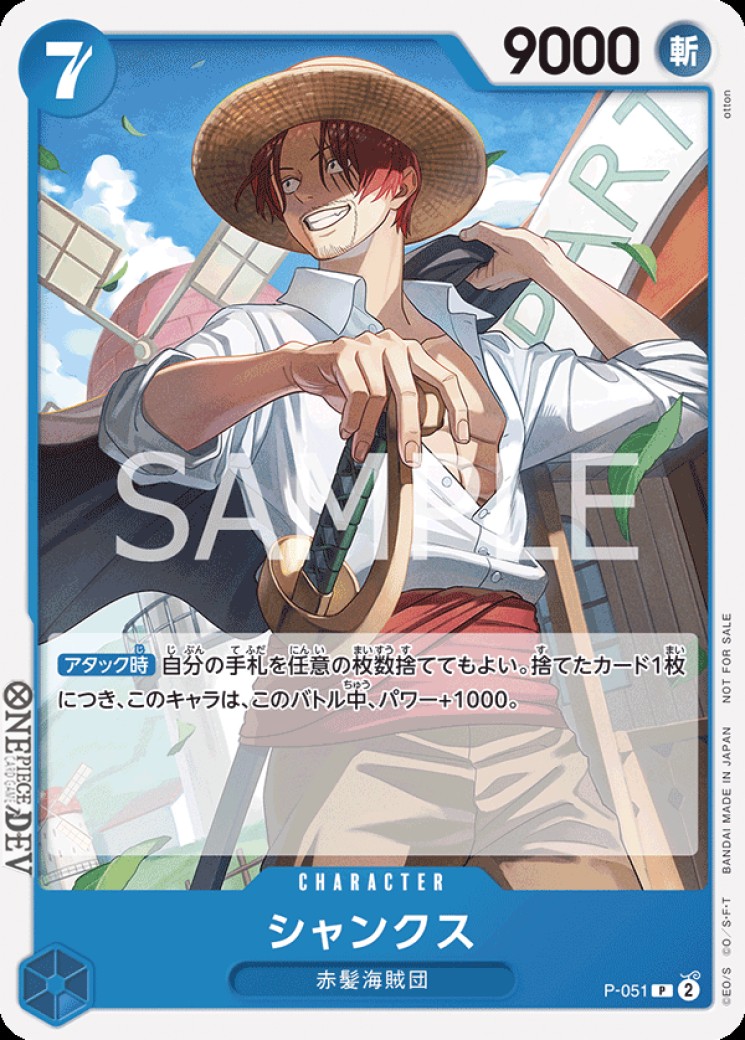 7
9000
斬
otton
PART
SAMPLE
アタック時 自分の手札を任意の枚数捨ててもよい。捨てたカード1枚
につき、このキャラは、このバトル中、パワー+1000。
ONE PIECE
CARD GAME
DEV
NOT FOR SALE
BANDAI MADE IN JAPAN
©E.O/S ©O/S・F・T
CHARACTER
シャンクス
赤髪海賊団
P-051 P 2